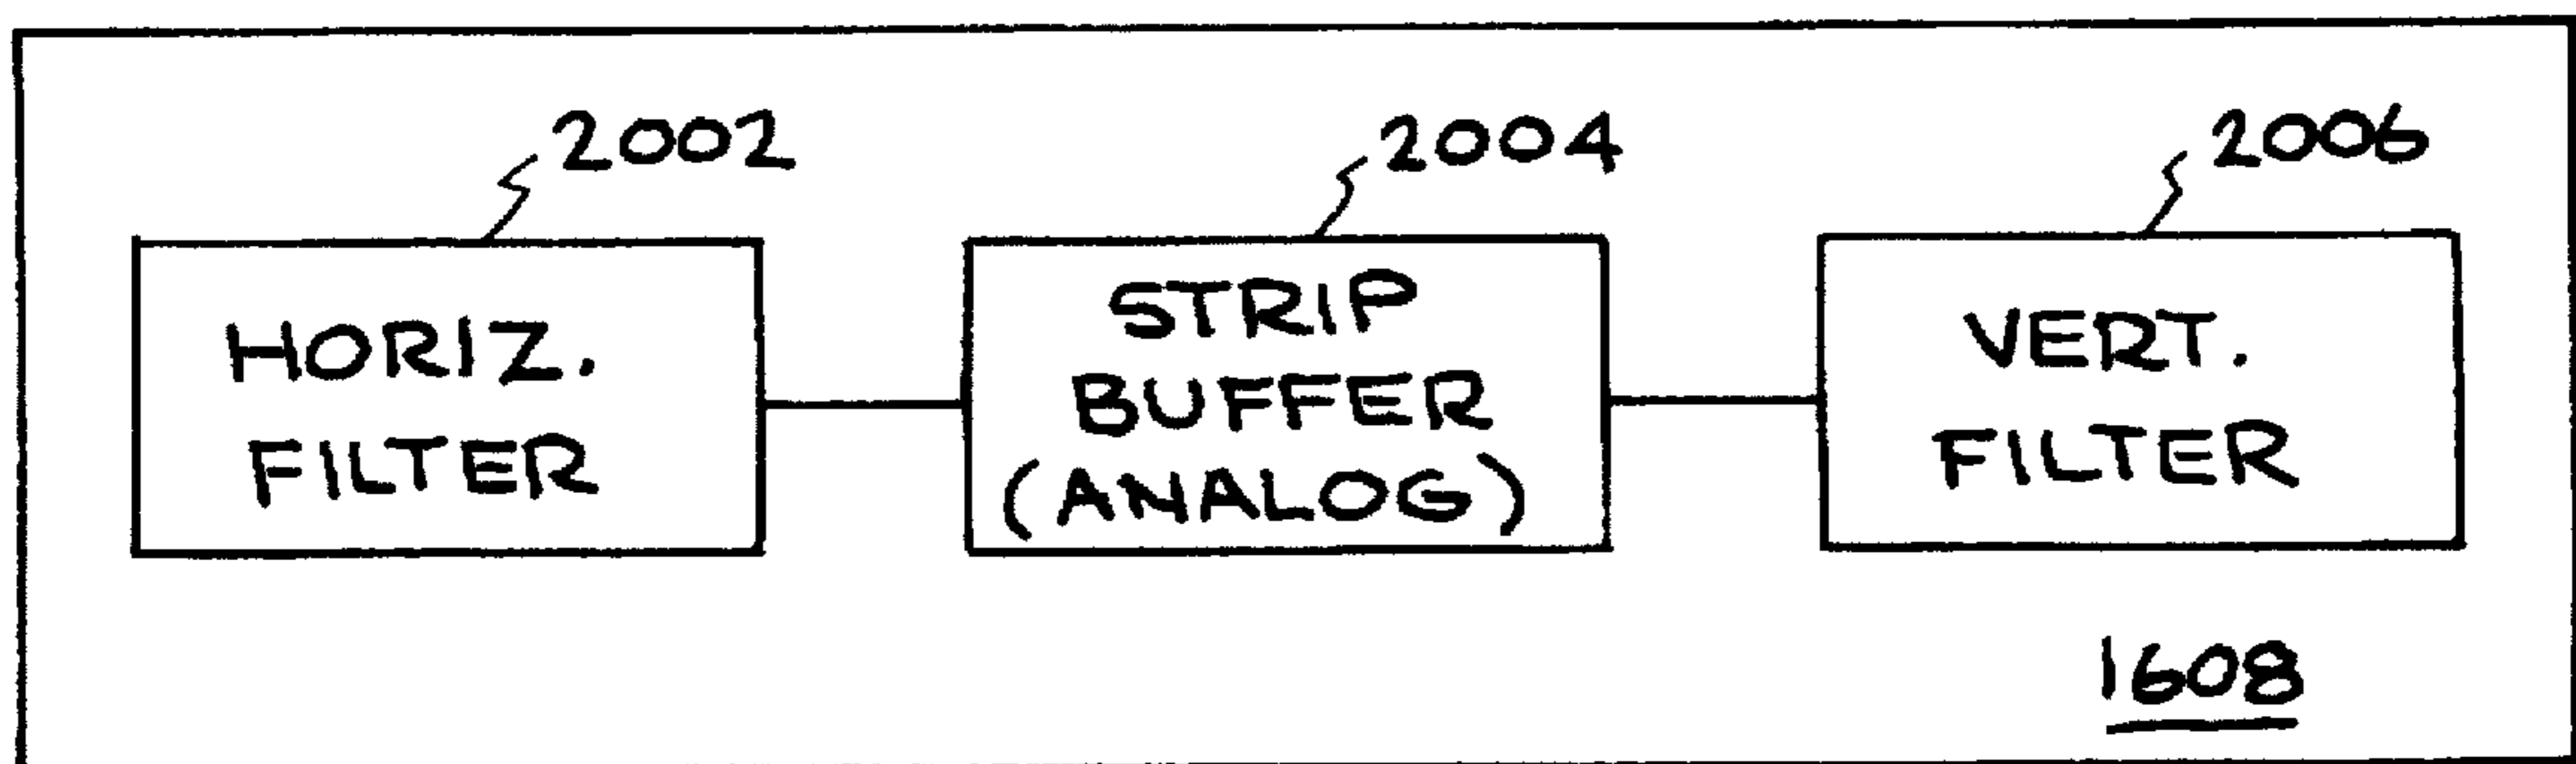 2002
2004
2006
HORIZ.
FILTER
STRIP
BUFFER
(ANALOG)
VERT.
FILTER
1608